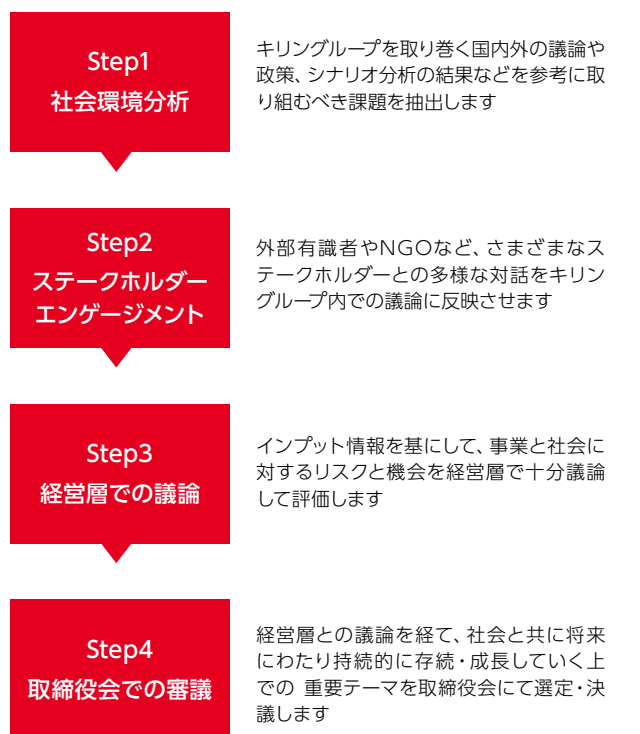 Step1
社会環境分析
キリングループを取り巻く国内外の議論や
政策、シナリオ分析の結果などを参考に取
り組むべき課題を抽出します
Step2
ステークホルダー
エンゲージメント
外部有識者やNGOなど、さまざまなス
テークホルダーとの多様な対話をキリン
グループ内での議論に反映させます
Step3
経営層での議論
インプット情報を基にして、事業と社会に
対するリスクと機会を経営層で十分議論
して評価します
Step4
取締役会での審議
経営層との議論を経て、社会と共に将来
にわたり持続的に存続・成長していく上
での 重要テーマを取締役会にて選定・決
議します